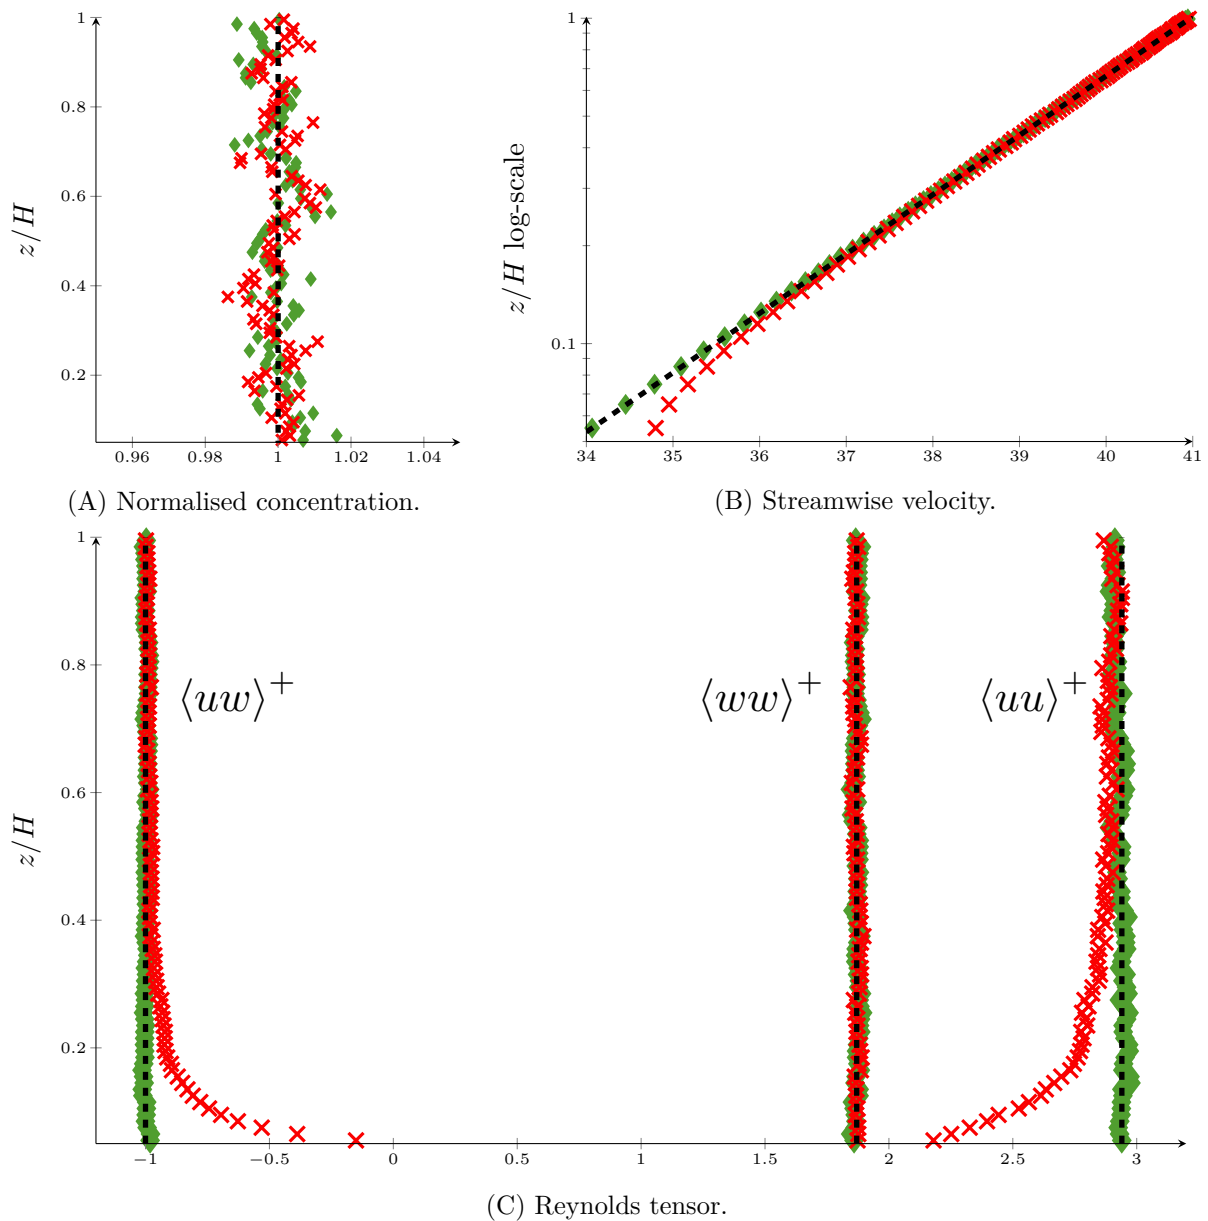 1
0.8
0.6
0.4
0.2
z/H
0.96 0.98 1 1.02 1.04
(A) Normalised concentration.
1
0.1
z/H log-scale
34 35 36 37 38 39 40 41
(B) Streamwise velocity.
1
0.8
0.6
0.4
0.2
z/H
⟨uw⟩⁺ ⟨ww⟩⁺ ⟨uu⟩⁺
−1 −0.5 0 0.5 1 1.5 2 2.5 3
(C) Reynolds tensor.